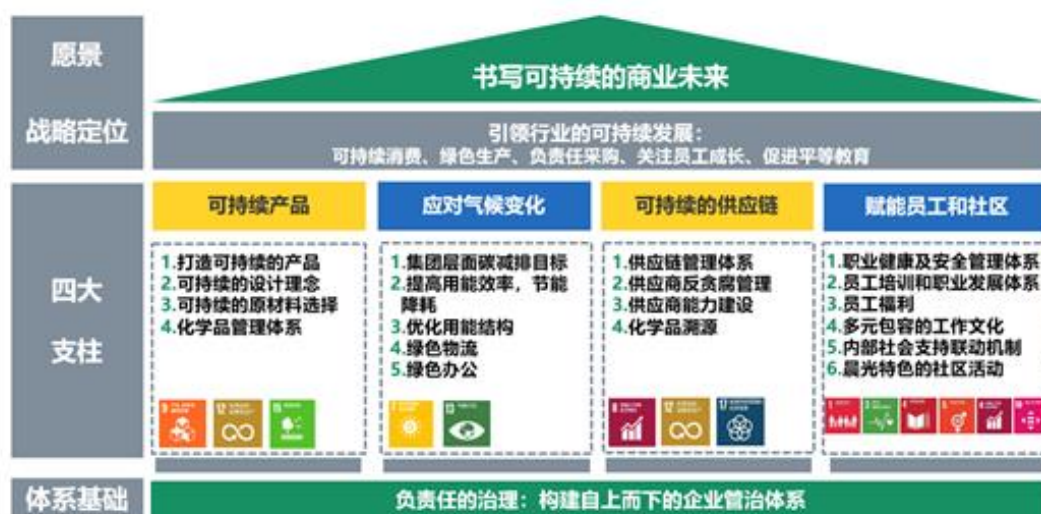 愿景
战略定位
书写可持续的商业未来
引领行业的可持续发展：
可持续消费、绿色生产、负责任采购、关注员工成长、促进平等教育
四大
支柱
可持续产品
1.打造可持续的产品
2.可持续的设计理念
3.可持续的原材料选择
4.化学品管理体系
9
12
15
应对气候变化
1.集团层面碳减排目标
2.提高用能效率，节能
降耗
3.优化用能结构
4.绿色物流
5.绿色办公
7
13
可持续的供应链
1.供应链管理体系
2.供应商反贪腐管理
3.供应商能力建设
4.化学品溯源
8
12
17
赋能员工和社区
1.职业健康及安全管理体系
2.员工培训和职业发展体系
3.员工福利
4.多元包容的工作文化
5.内部社会支持联动机制
6.晨光特色的社区活动
1
3
4
5
8
10
体系基础
负责任的治理：构建自上而下的企业管治体系